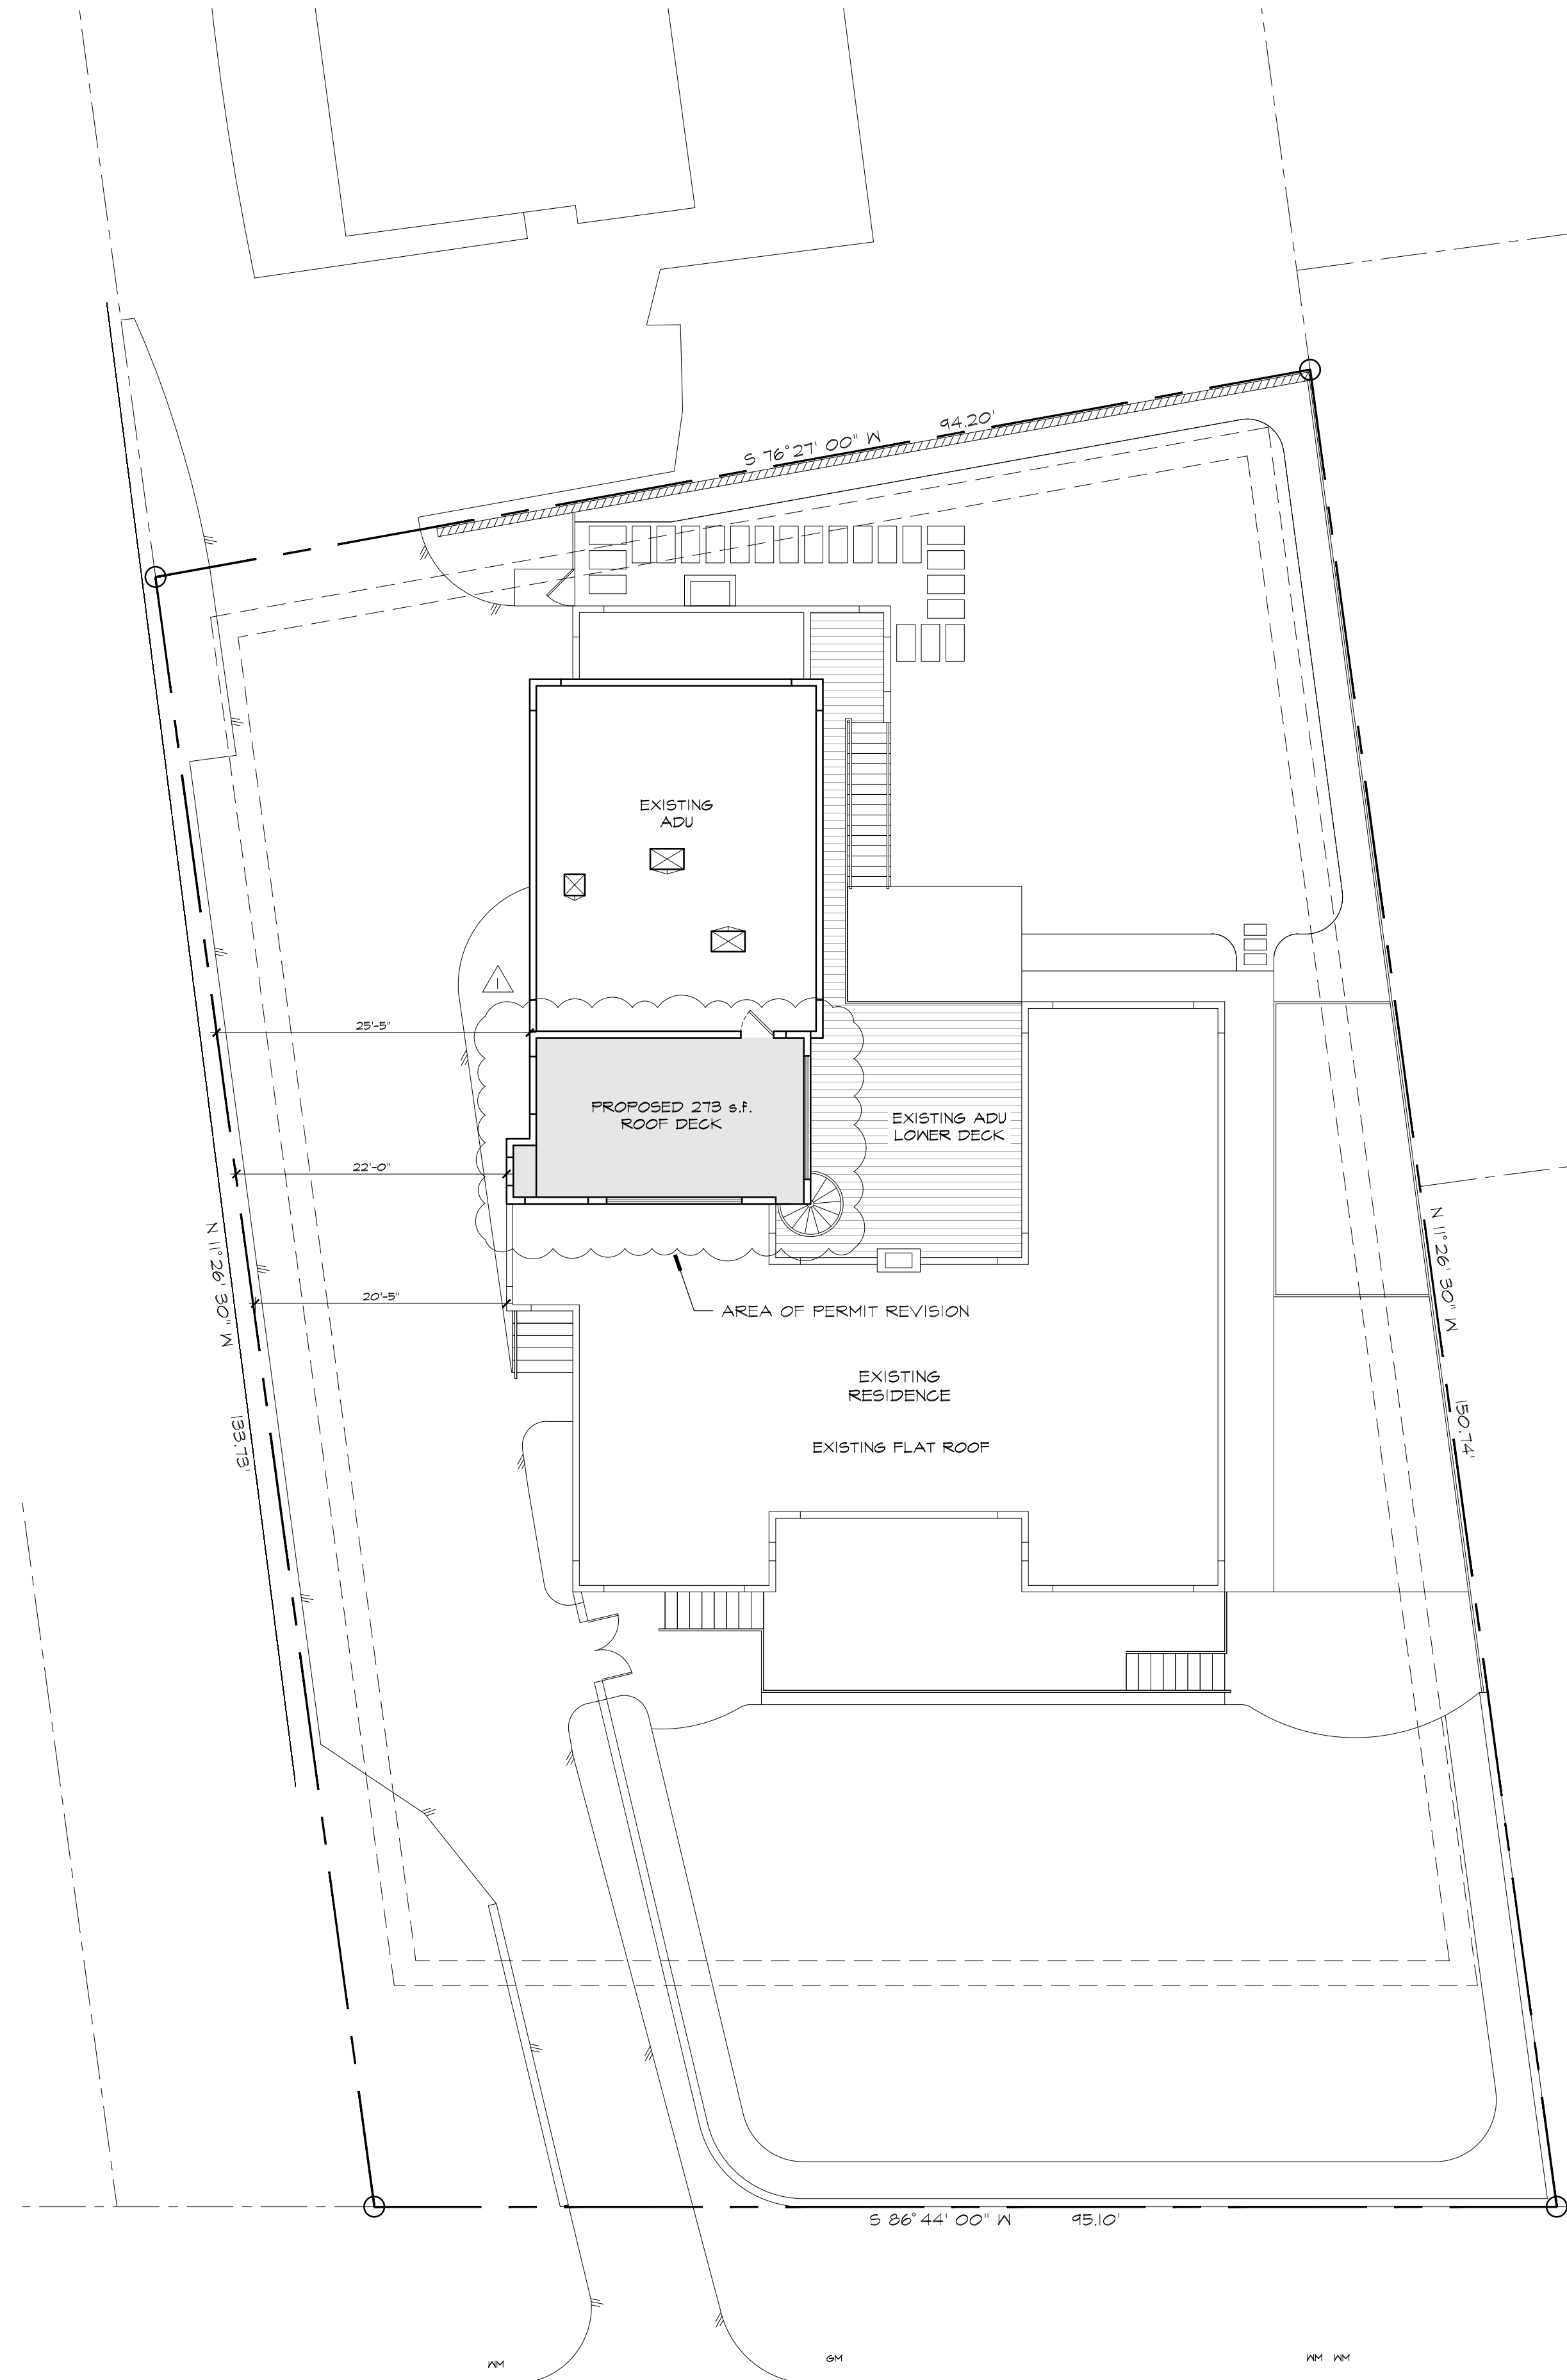 94.20'
S 76°27' 00" W
EXISTING
ADU
1
25'-5"
PROPOSED 273 s.f.
ROOF DECK
EXISTING ADU
LOWER DECK
22'-0"
N 11°26' 30" W
N 11°26' 30" W
20'-5"
AREA OF PERMIT REVISION
EXISTING
RESIDENCE
133.73'
150.74'
EXISTING FLAT ROOF
S 86°44' 00" W
95.10'
WM
GM
WM WM